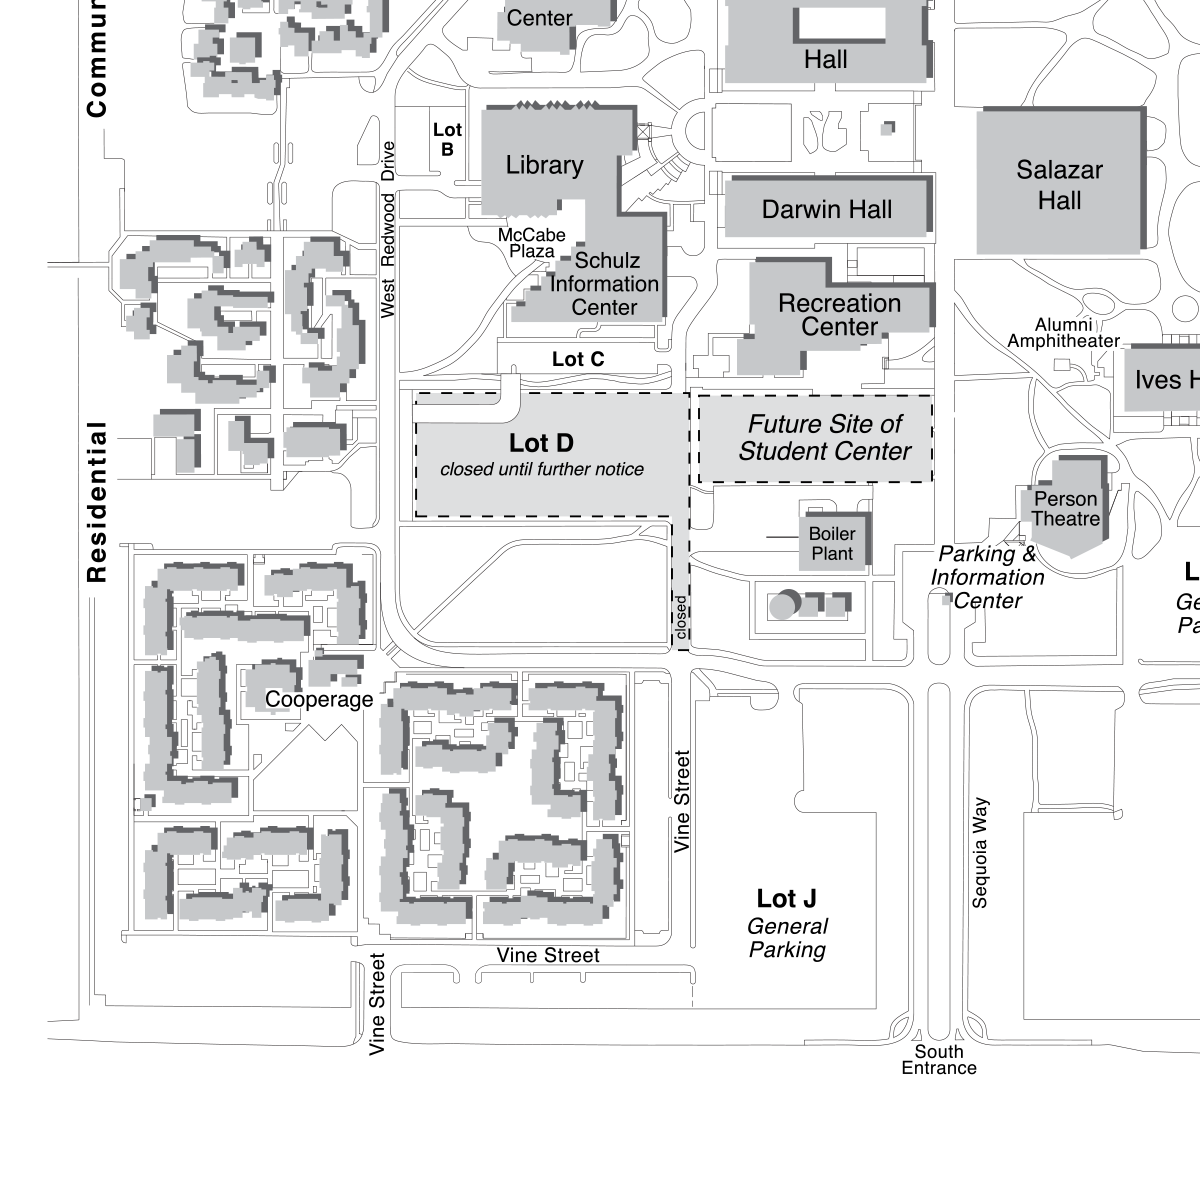 Center
Hall
Commun
Lot
B
Library
West Redwood Drive
McCabe
Plaza
Schulz
Information
Center
Darwin Hall
Salazar
Hall
Recreation
Center
Alumni
Amphitheater
Lot C
Ives H
Lot D
closed until further notice
Future Site of
Student Center
Residential
Person
Theatre
Boiler
Plant
Parking &
Information
Center
closed
L
Ge
Pa
Cooperage
Vine Street
Sequoia Way
Lot J
General
Parking
Vine Street
Vine Street
South
Entrance